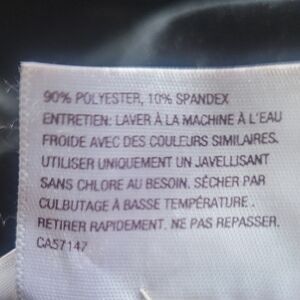 90% POLYESTER, 10% SPANDEX
ENTRETIEN: LAVER À LA MACHINE À L'EAU
FROIDE AVEC DES COULEURS SIMILAIRES.
UTILISER UNIQUEMENT UN JAVELLISANT
SANS CHLORE AU BESOIN. SÉCHER PAR
CULBUTAGE À BASSE TEMPÉRATURE.
RETIRER RAPIDEMENT. NE PAS REPASSER.
CA57147